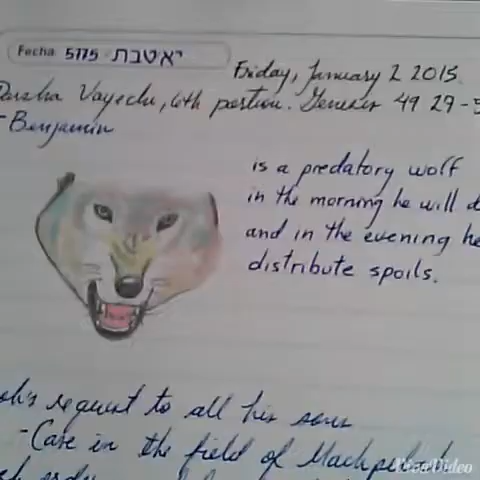 Fecha: 5775 יא טבת
Friday, January 2 2015.
Parsha Vayechi, 6th portion. Genesis 49 29-
- Benjamin
is a predatory wolf
in the morning he will d
and in the evening he
distribute spoils.
request to all his sons
- Cave in the field of Machpelah
VivaVideo